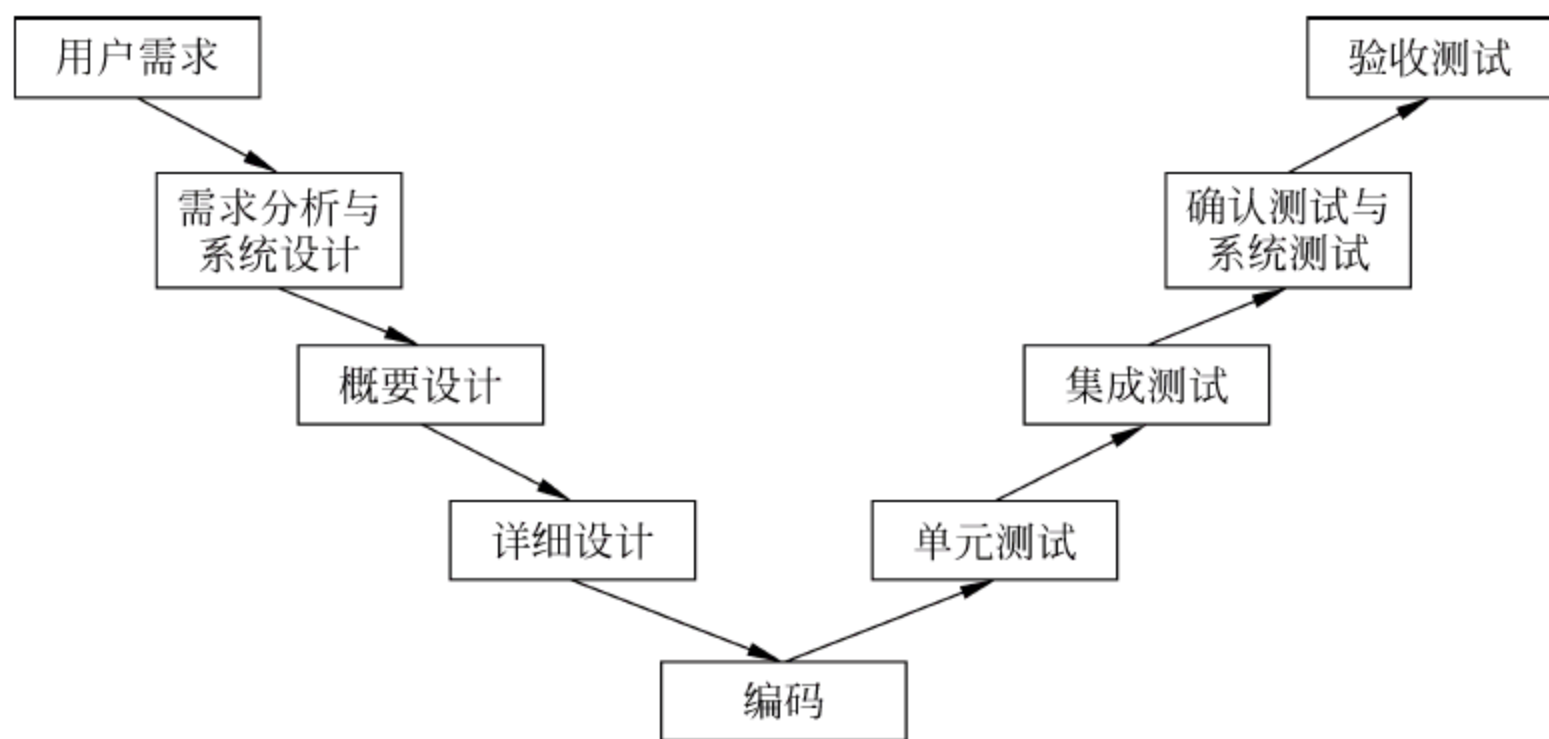 用户需求
验收测试
需求分析与
系统设计
确认测试与
系统测试
概要设计
集成测试
详细设计
单元测试
编码